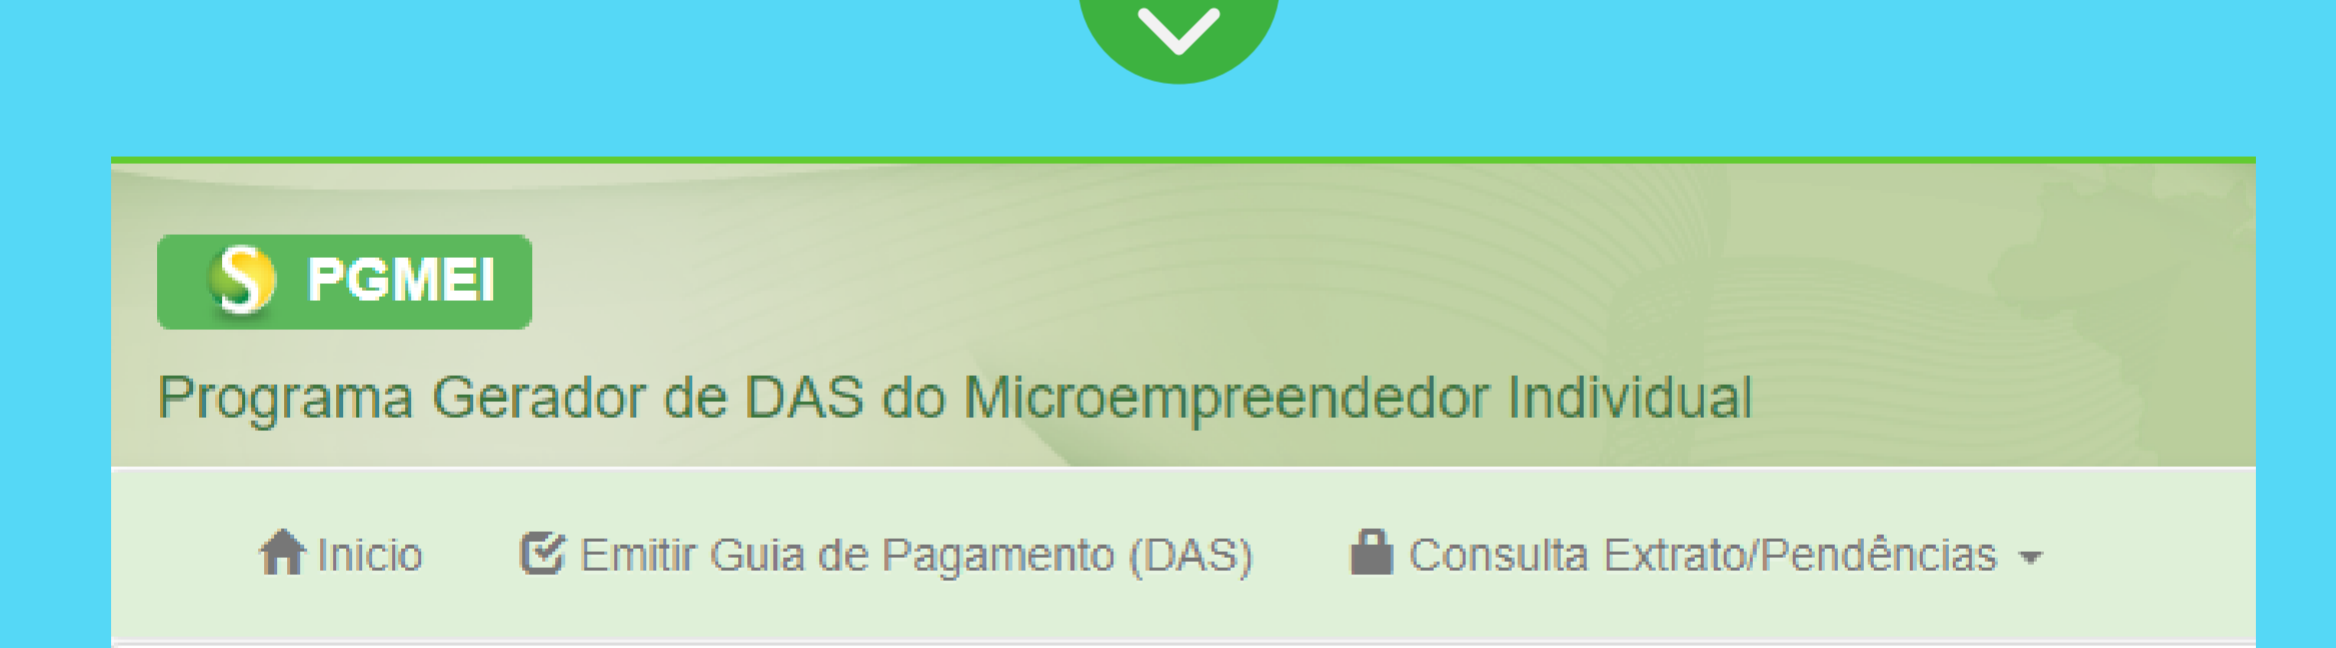 PGMEI
Programa Gerador de DAS do Microempreendedor Individual
Inicio Emitir Guia de Pagamento (DAS) Consulta Extrato/Pendências